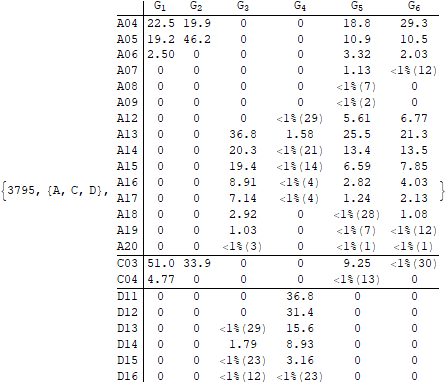 G1 G2 G3 G4 G5 G6
A04 22.5 19.9 0 0 18.8 29.3
A05 19.2 46.2 0 0 10.9 10.5
A06 2.50 0 0 0 3.32 2.03
A07 0 0 0 0 1.13 <1%(12)
A08 0 0 0 0 <1%(7) 0
A09 0 0 0 0 <1%(2) 0
A12 0 0 0 <1%(29) 5.61 6.77
A13 0 0 36.8 1.58 25.5 21.3
A14 0 0 20.3 <1%(21) 13.4 13.5
A15 0 0 19.4 <1%(14) 6.59 7.85
{3795, {A, C, D}, A16 0 0 8.91 <1%(4) 2.82 4.03 }
A17 0 0 7.14 <1%(4) 1.24 2.13
A18 0 0 2.92 0 <1%(28) 1.08
A19 0 0 1.03 0 <1%(7) <1%(12)
A20 0 0 <1%(3) 0 <1%(1) <1%(1)
C03 51.0 33.9 0 0 9.25 <1%(30)
C04 4.77 0 0 0 <1%(13) 0
D11 0 0 0 36.8 0 0
D12 0 0 0 31.4 0 0
D13 0 0 <1%(29) 15.6 0 0
D14 0 0 1.79 8.93 0 0
D15 0 0 <1%(23) 3.16 0 0
D16 0 0 <1%(12) <1%(23) 0 0